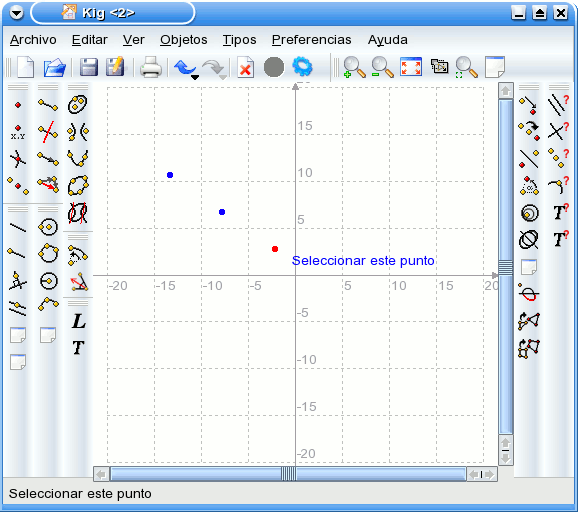 Kig <2>
Archivo Editar Ver Objetos Tipos Preferencias Ayuda
X,Y
?
?
?
?
T?
T?
L
T
15
10
5
Seleccionar este punto
-20 -15 -10 -5 5 10 15 20
-5
-10
-15
-20
Seleccionar este punto